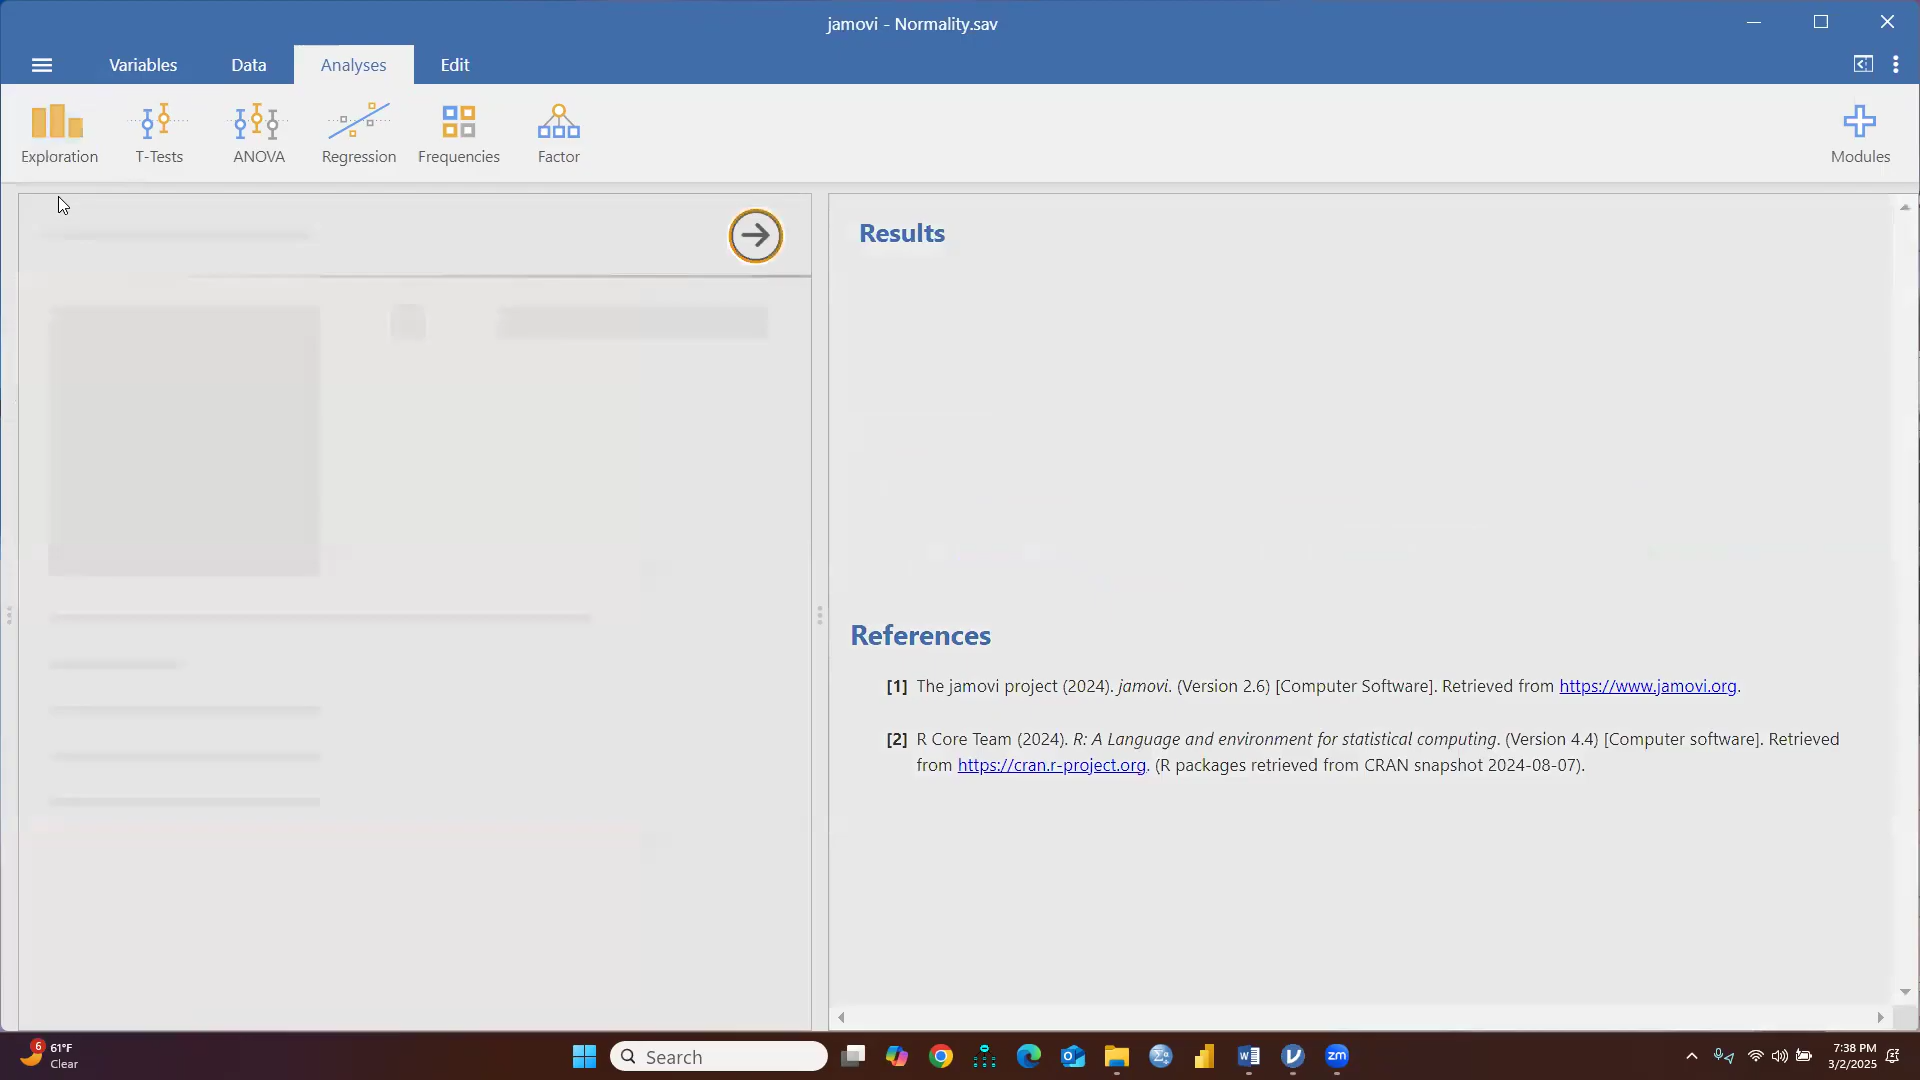 jamovi - Normality.sav
Variables
Data
Analyses
Edit
Exploration
T-Tests
ANOVA
Regression
Frequencies
Factor
Modules
Results
References
[1] The jamovi project (2024). jamovi. (Version 2.6) [Computer Software]. Retrieved from https://www.jamovi.org.
[2] R Core Team (2024). R: A Language and environment for statistical computing. (Version 4.4) [Computer software]. Retrieved
from https://cran.r-project.org. (R packages retrieved from CRAN snapshot 2024-08-07).
6
61°F
Clear
Search
zm
7:38 PM
3/2/2025